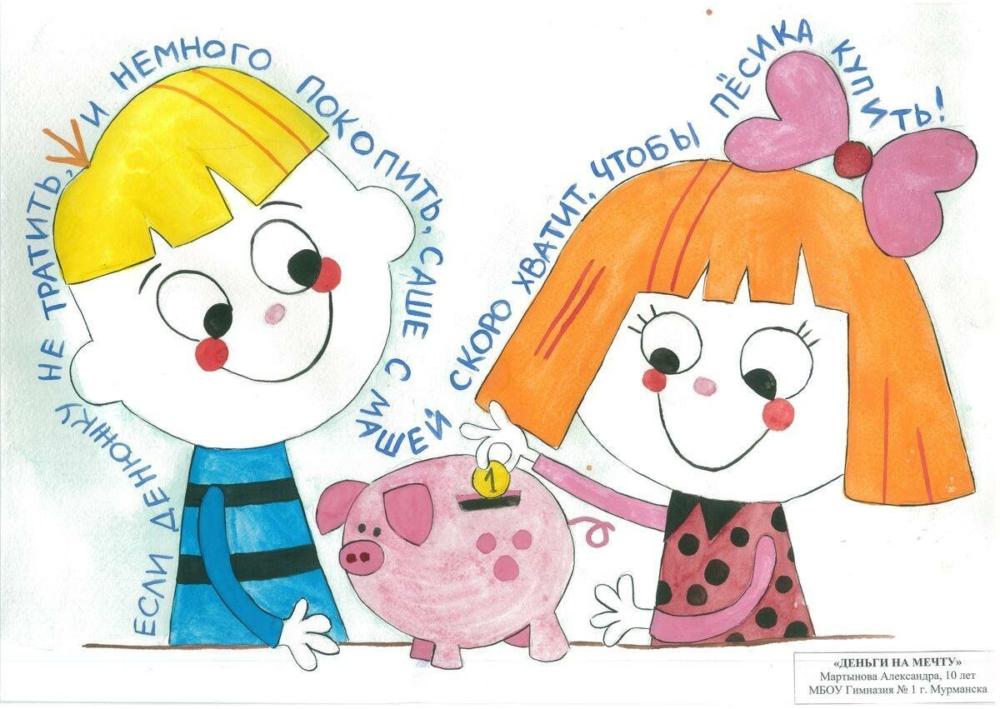 ЕСЛИ ДЕНЮЖКУ НЕ ТРАТИТЬ, И НЕМНОГО ПОКОПИТЬ, САШЕ С МАШЕЙ СКОРО ХВАТИТ, ЧТОБЫ ПЁСИКА КУПИТЬ!
1
«ДЕНЬГИ НА МЕЧТУ»
Мартынова Александра, 10 лет
МБОУ Гимназия № 1 г. Мурманска